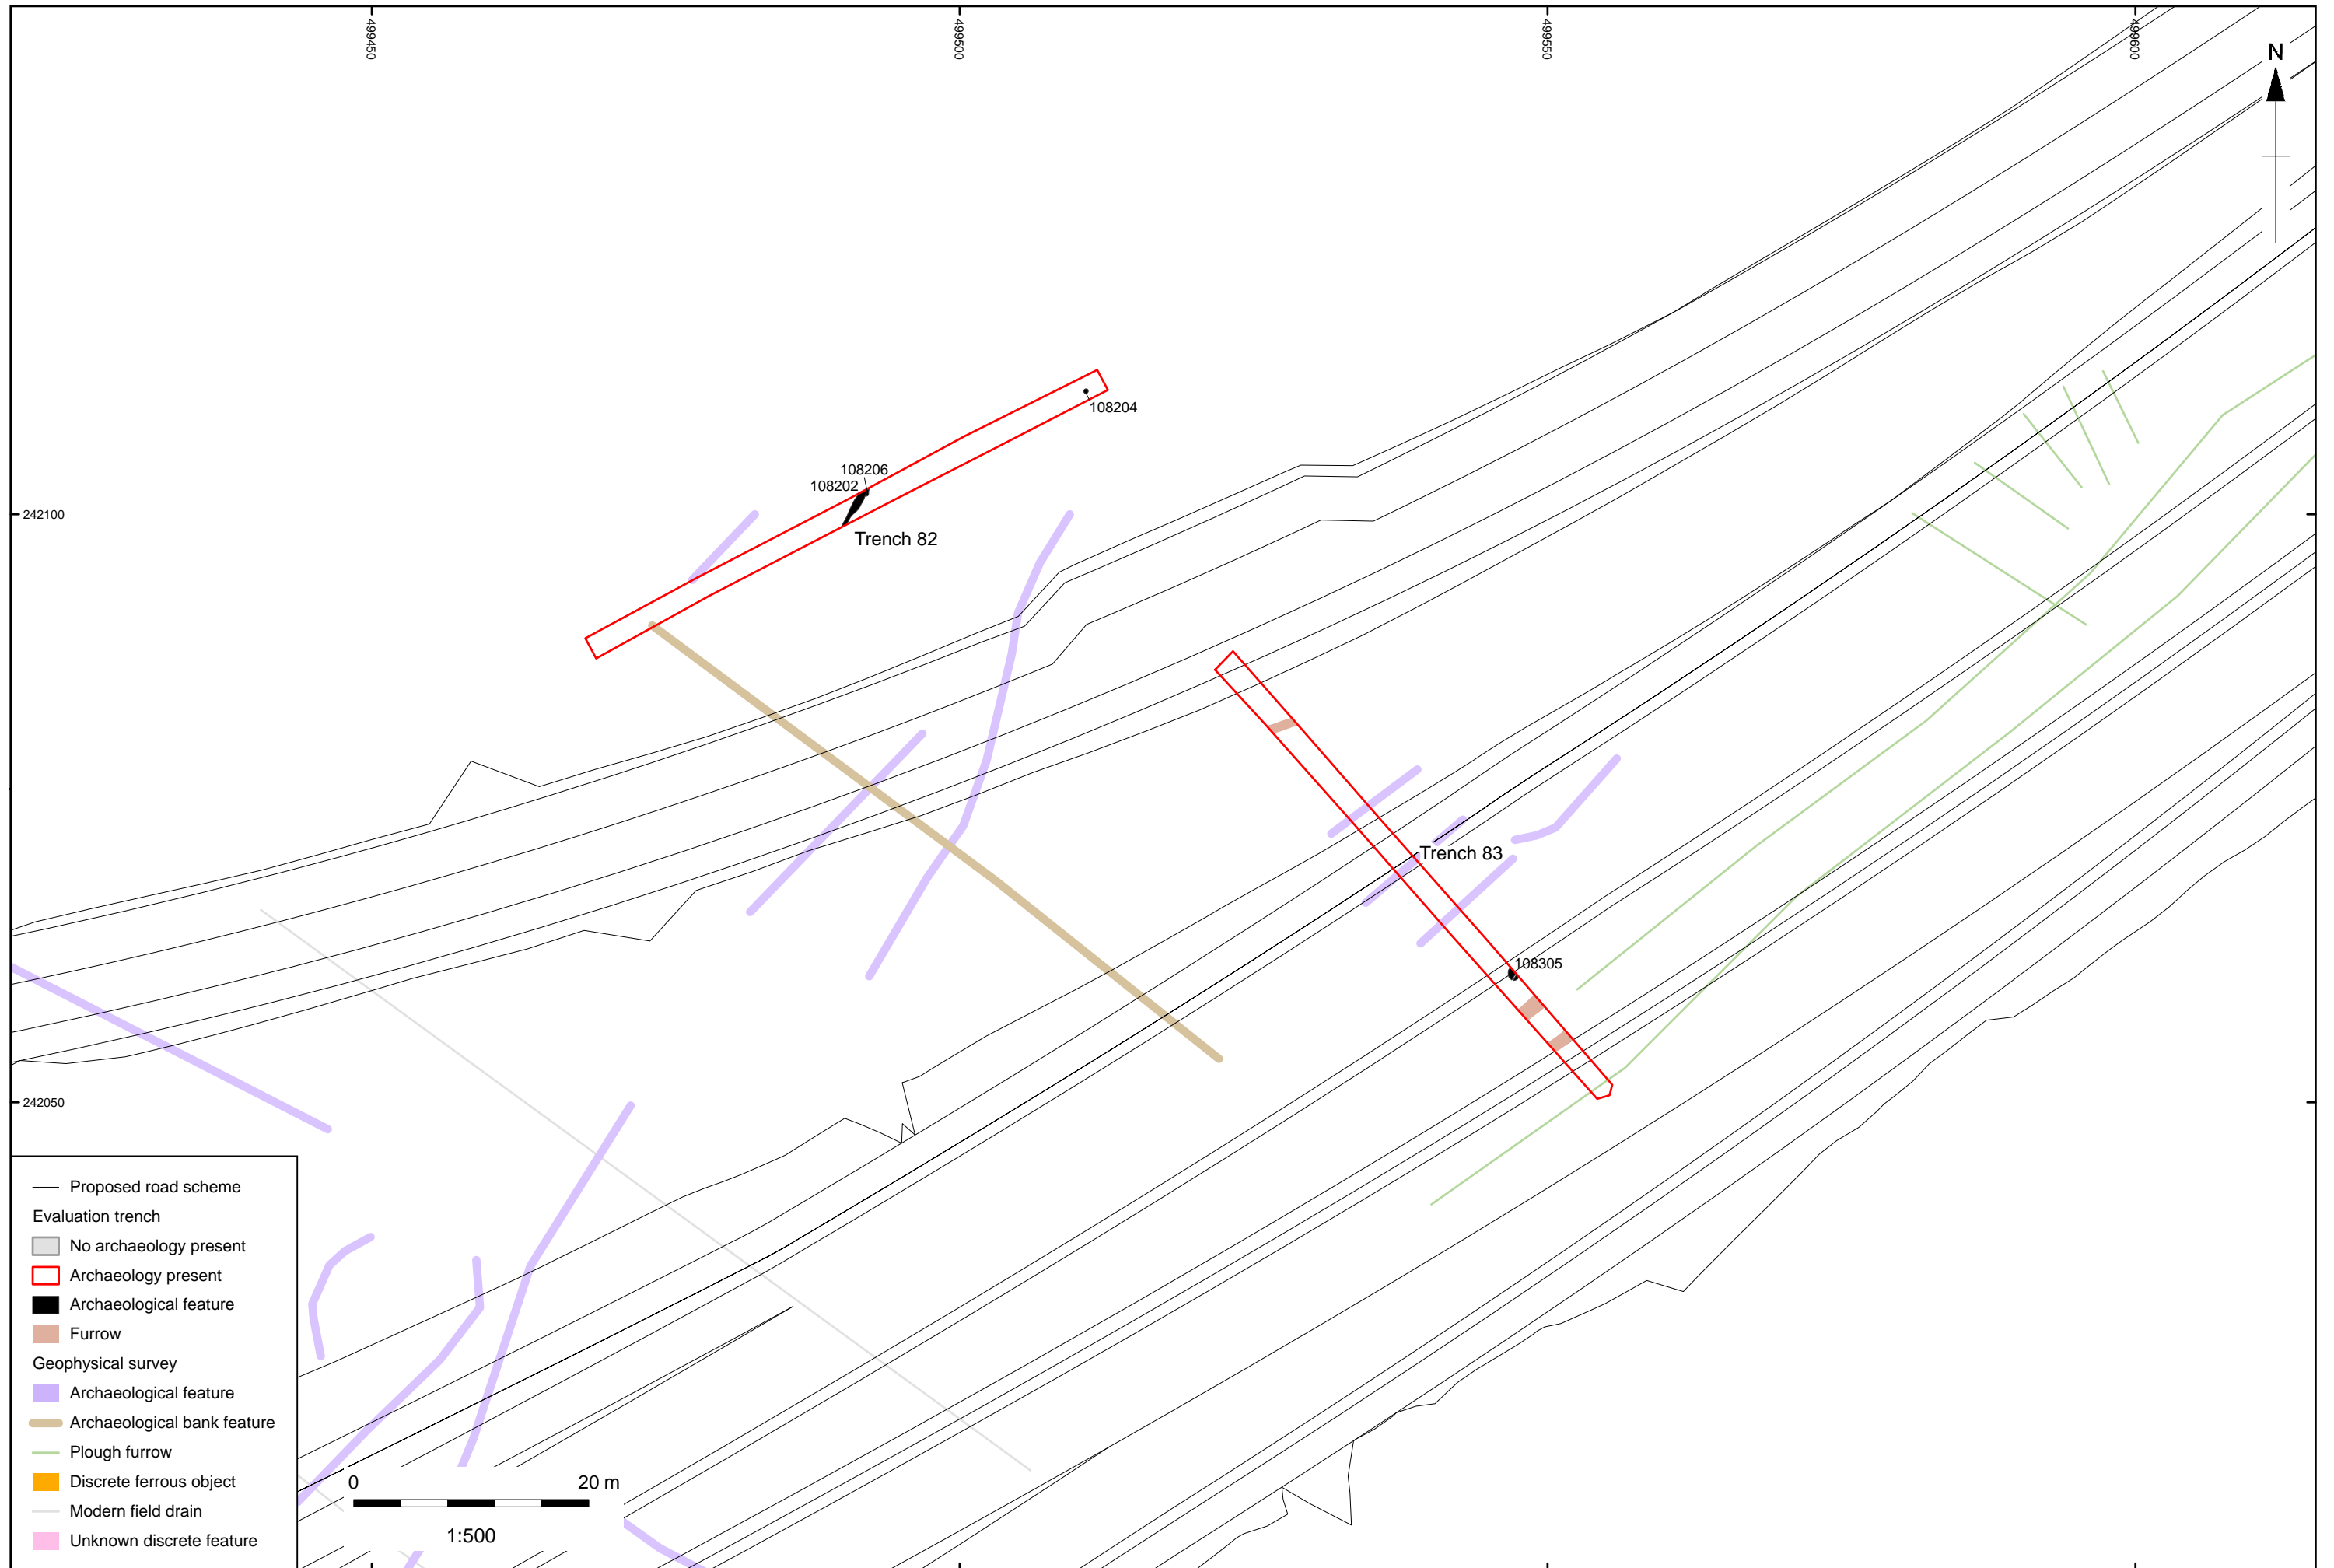 499450
499500
499550
499600
N
108204
108206
108202
242100
Trench 82
Trench 83
108305
242050
Proposed road scheme
Evaluation trench
No archaeology present
Archaeology present
Archaeological feature
Furrow
Geophysical survey
Archaeological feature
Archaeological bank feature
Plough furrow
Discrete ferrous object
Modern field drain
Unknown discrete feature
0 20 m
1:500